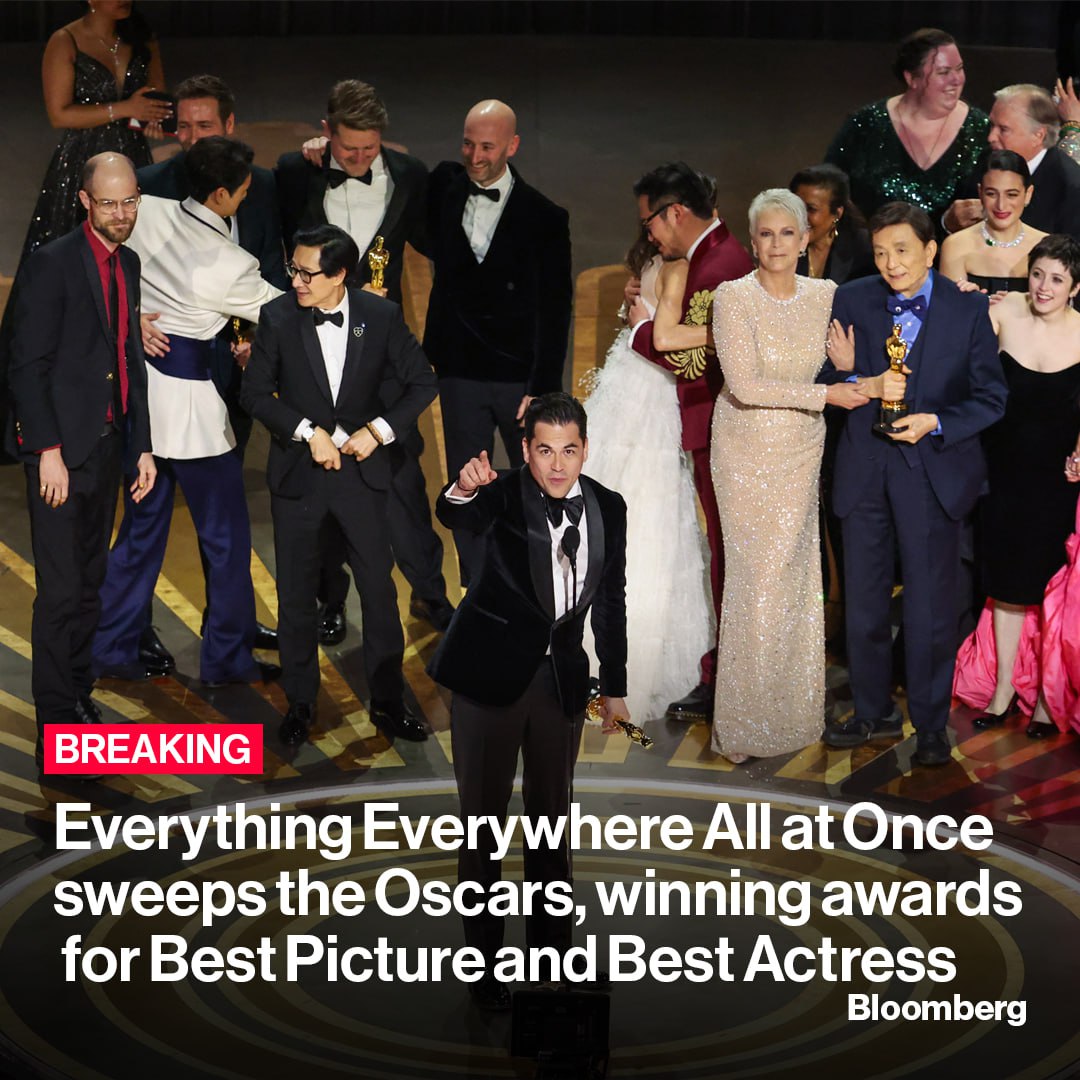 BREAKING
Everything Everywhere All at Once
sweeps the Oscars, winning awards
for Best Picture and Best Actress
Bloomberg